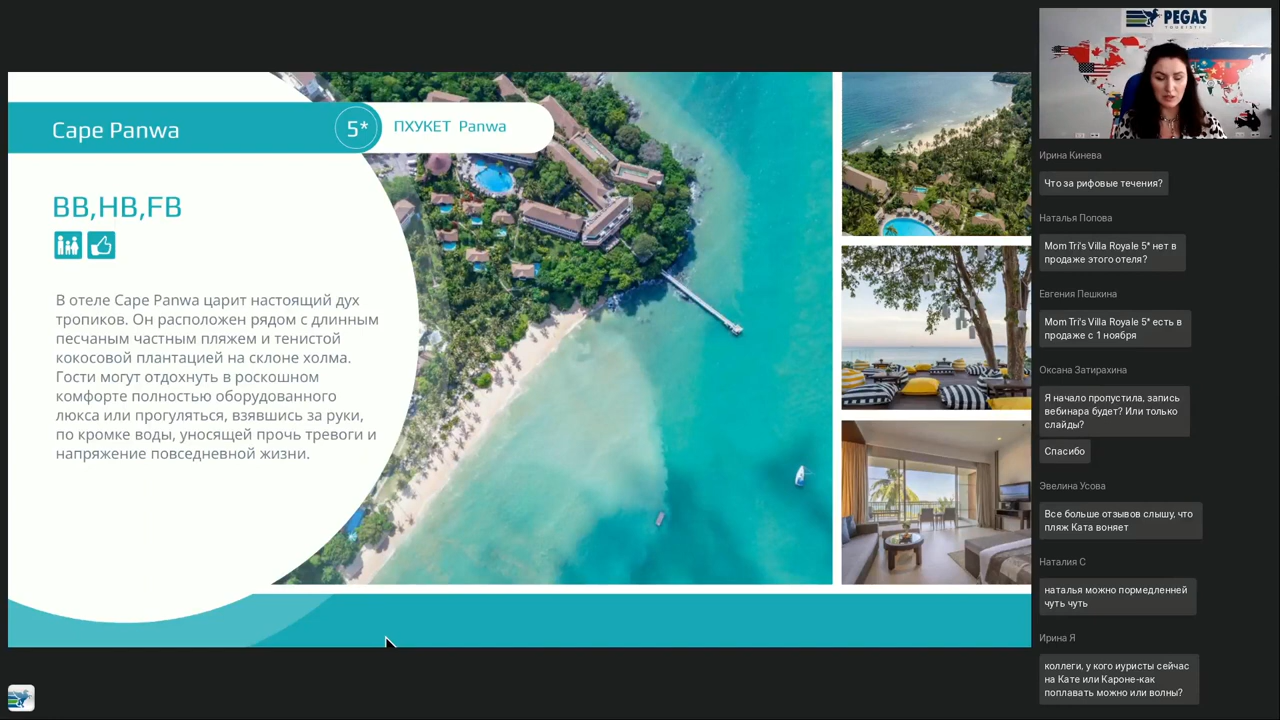 Cape Panwa
5*
ПХУКЕТ Panwa
BB,HB,FB
В отеле Cape Panwa царит настоящий дух
тропиков. Он расположен рядом с длинным
песчаным частным пляжем и тенистой
кокосовой плантацией на склоне холма.
Гости могут отдохнуть в роскошном
комфорте полностью оборудованного
люкса или прогуляться, взявшись за руки,
по кромке воды, уносящей прочь тревоги и
напряжение повседневной жизни.
PEGAS
TOURISTIK
Ирина Кинева
Что за рифовые течения?
Наталья Попова
Mom Tri's Villa Royale 5* нет в
продаже этого отеля?
Евгения Пешкина
Mom Tri's Villa Royale 5* есть в
продаже с 1 ноября
Оксана Затирахина
Я начало пропустила, запись
вебинара будет? Или только
слайды?
Спасибо
Эвелина Усова
Все больше отзывов слышу, что
пляж Ката воняет
Наталия С
наталья можно пормедленней
чуть чуть
Ирина Я
коллеги, у кого иуристы сейчас
на Кате или Кароне-как
поплавать можно или волны?